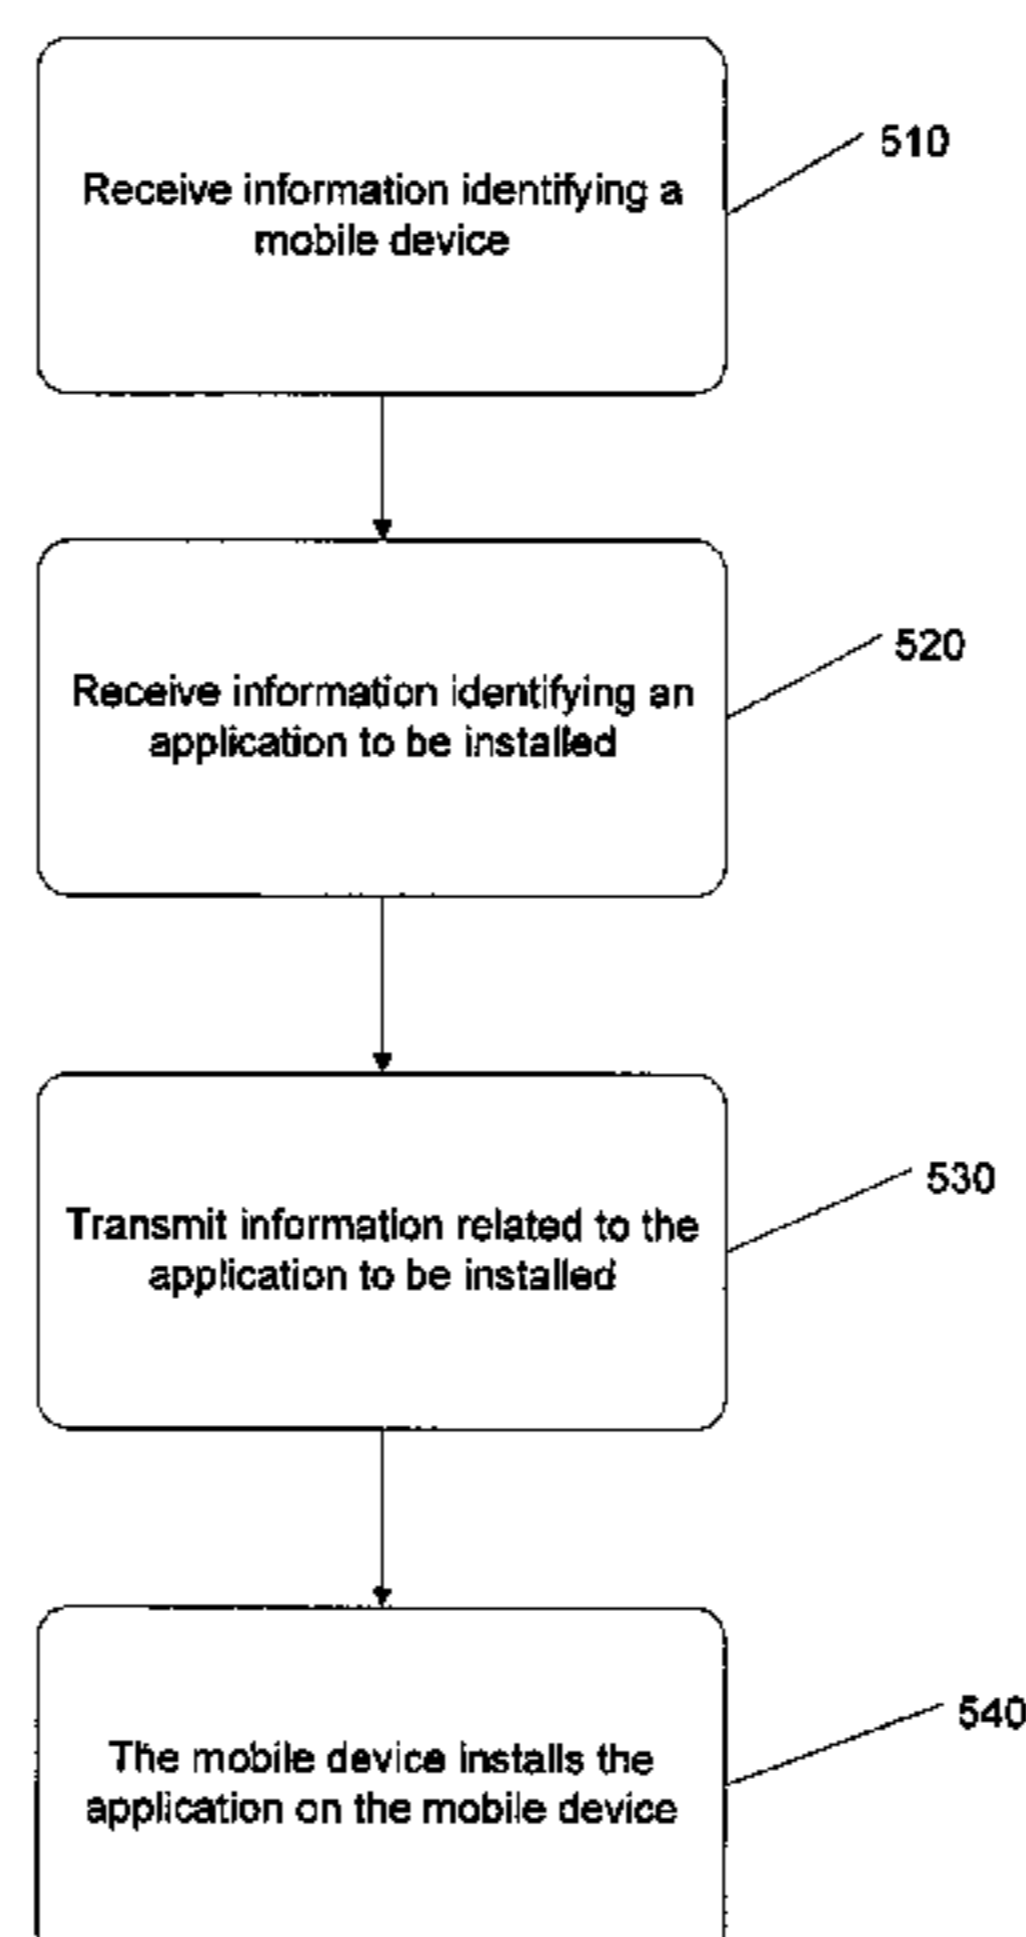 Receive information identifying a
mobile device
510
Receive information identifying an
application to be installed
520
Transmit information related to the
application to be installed
530
The mobile device installs the
application on the mobile device
540